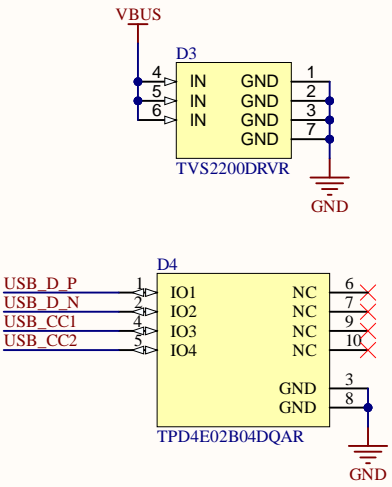 VBUS
D3
4 IN GND 1
5 IN GND 2
6 IN GND 3
GND 7
TVS2200DRVR
GND
D4
USB_D_P 1 IO1 NC 6
USB_D_N 2 IO2 NC 7
USB_CC1 4 IO3 NC 9
USB_CC2 5 IO4 NC 10
GND 3
GND 8
TPD4E02B04DQAR
GND